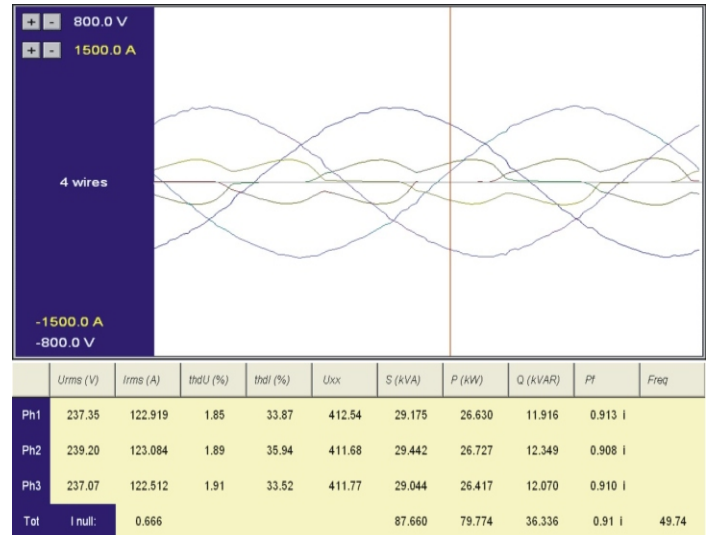 + - 800.0 V
+ - 1500.0 A
4 wires
-1500.0 A
-800.0 V
Urms (V) Irms (A) thdU (%) thdI (%) Uxx S (kVA) P (kW) Q (kVAR) Pf Freq
Ph1 237.35 122.919 1.85 33.87 412.54 29.175 26.630 11.916 0.913 i
Ph2 239.20 123.084 1.89 35.94 411.68 29.442 26.727 12.349 0.908 i
Ph3 237.07 122.512 1.91 33.52 411.77 29.044 26.417 12.070 0.910 i
Tot I null: 0.666 87.660 79.774 36.336 0.91 i 49.74